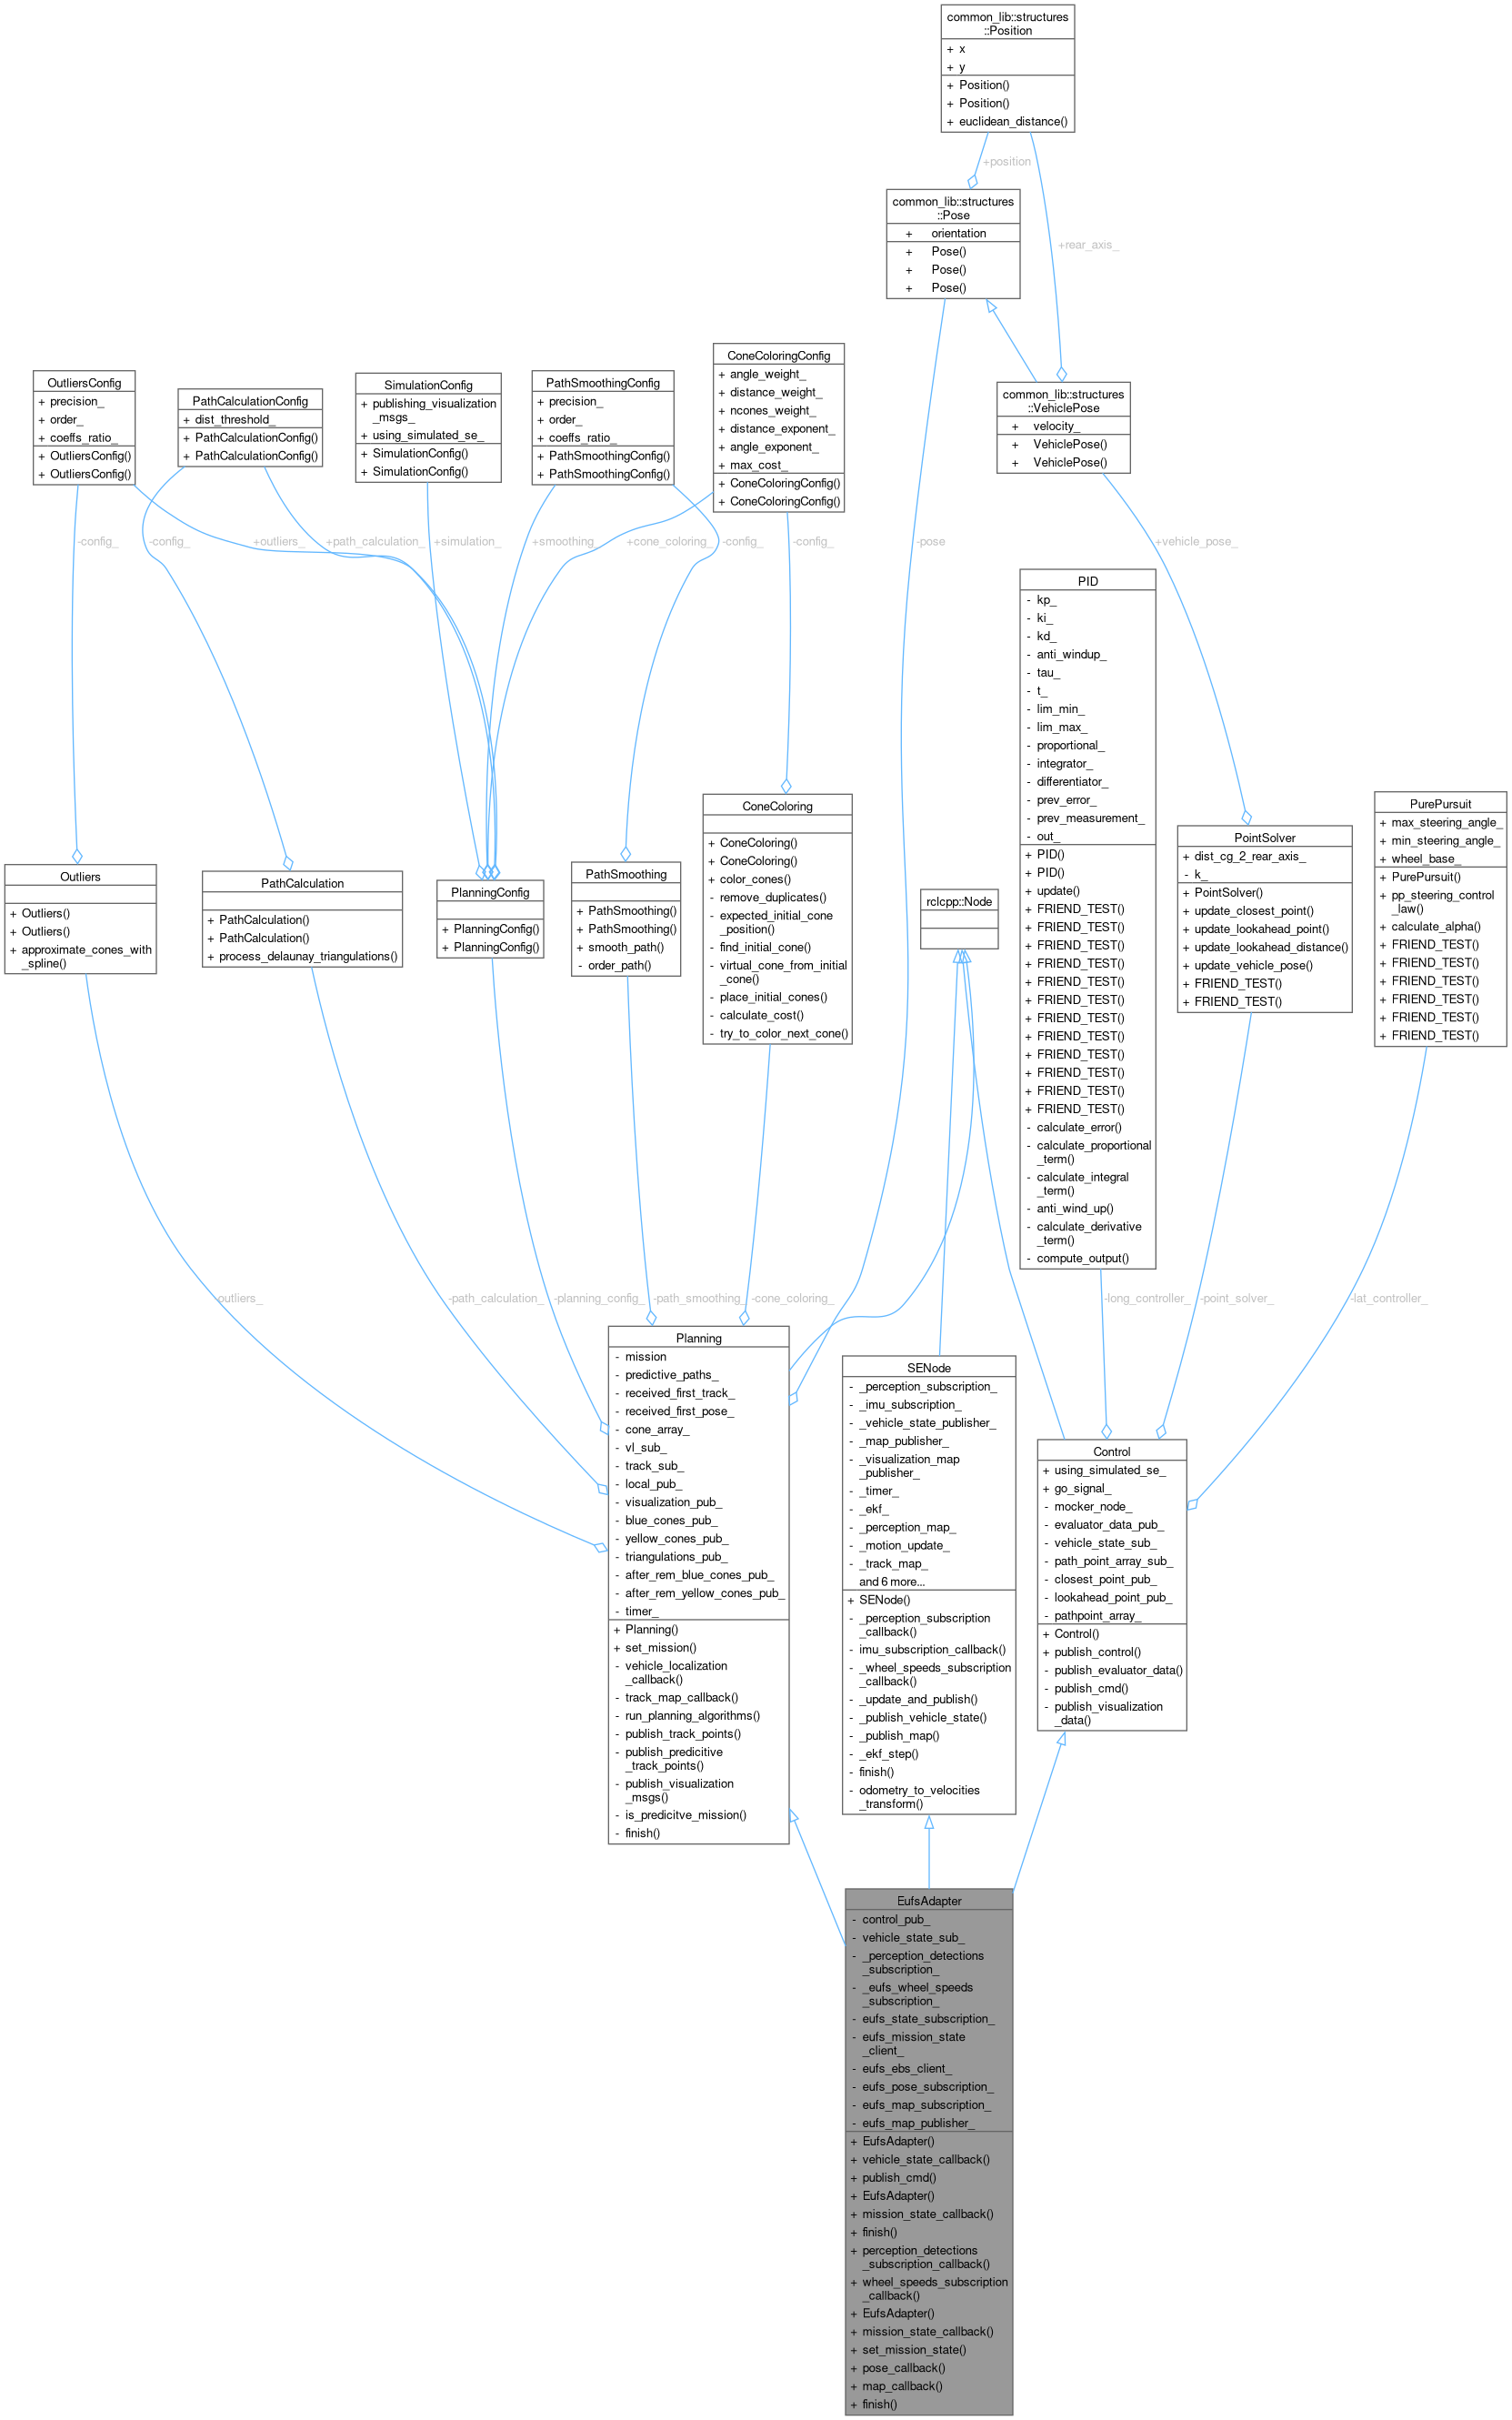 common_lib::structures
::Position
+ x
+ y
+ Position()
+ Position()
+ euclidean_distance()
+position
common_lib::structures
::Pose
+ orientation
+ Pose()
+ Pose()
+ Pose()
+rear_axis_
common_lib::structures
::VehiclePose
+ velocity_
+ VehiclePose()
+ VehiclePose()
OutliersConfig
+ precision_
+ order_
+ coeffs_ratio_
+ OutliersConfig()
+ OutliersConfig()
PathCalculationConfig
+ dist_threshold_
+ PathCalculationConfig()
+ PathCalculationConfig()
SimulationConfig
+ publishing_visualization
_msgs_
+ using_simulated_se_
+ SimulationConfig()
+ SimulationConfig()
PathSmoothingConfig
+ precision_
+ order_
+ coeffs_ratio_
+ PathSmoothingConfig()
+ PathSmoothingConfig()
ConeColoringConfig
+ angle_weight_
+ distance_weight_
+ ncones_weight_
+ distance_exponent_
+ angle_exponent_
+ max_cost_
+ ConeColoringConfig()
+ ConeColoringConfig()
-config_
-config_
+outliers_
+path_calculation_
+simulation_
+smoothing_
+cone_coloring_
-config_
-config_
-pose
+vehicle_pose_
PID
- kp_
- ki_
- kd_
- anti_windup_
- tau_
- t_
- lim_min_
- lim_max_
- proportional_
- integrator_
- differentiator_
- prev_error_
- prev_measurement_
- out_
+ PID()
+ PID()
+ update()
+ FRIEND_TEST()
+ FRIEND_TEST()
+ FRIEND_TEST()
+ FRIEND_TEST()
+ FRIEND_TEST()
+ FRIEND_TEST()
+ FRIEND_TEST()
+ FRIEND_TEST()
+ FRIEND_TEST()
+ FRIEND_TEST()
+ FRIEND_TEST()
+ FRIEND_TEST()
- calculate_error()
- calculate_proportional
_term()
- calculate_integral
_term()
- anti_wind_up()
- calculate_derivative
_term()
- compute_output()
Outliers
+ Outliers()
+ Outliers()
+ approximate_cones_with
_spline()
PathCalculation
+ PathCalculation()
+ PathCalculation()
+ process_delaunay_triangulations()
PlanningConfig
+ PlanningConfig()
+ PlanningConfig()
PathSmoothing
+ PathSmoothing()
+ PathSmoothing()
+ smooth_path()
- order_path()
ConeColoring
+ ConeColoring()
+ ConeColoring()
+ color_cones()
- remove_duplicates()
- expected_initial_cone
_position()
- find_initial_cone()
- virtual_cone_from_initial
_cone()
- place_initial_cones()
- calculate_cost()
- try_to_color_next_cone()
rclcpp::Node
PointSolver
+ dist_cg_2_rear_axis_
- k_
+ PointSolver()
+ update_closest_point()
+ update_lookahead_point()
+ update_lookahead_distance()
+ update_vehicle_pose()
+ FRIEND_TEST()
+ FRIEND_TEST()
PurePursuit
+ max_steering_angle_
+ min_steering_angle_
+ wheel_base_
+ PurePursuit()
+ pp_steering_control
_law()
+ calculate_alpha()
+ FRIEND_TEST()
+ FRIEND_TEST()
+ FRIEND_TEST()
+ FRIEND_TEST()
+ FRIEND_TEST()
+ FRIEND_TEST()
-outliers_
-path_calculation_
-planning_config_
-path_smoothing_
-cone_coloring_
-long_controller_
-point_solver_
-lat_controller_
Planning
- mission
- predictive_paths_
- received_first_track_
- received_first_pose_
- cone_array_
- vl_sub_
- track_sub_
- local_pub_
- visualization_pub_
- blue_cones_pub_
- yellow_cones_pub_
- triangulations_pub_
- after_rem_blue_cones_pub_
- after_rem_yellow_cones_pub_
- timer_
+ Planning()
+ set_mission()
- vehicle_localization
_callback()
- track_map_callback()
- run_planning_algorithms()
- publish_track_points()
- publish_predicitive
_track_points()
- publish_visualization
_msgs()
- is_predicitve_mission()
- finish()
SENode
- _perception_subscription_
- _imu_subscription_
- _vehicle_state_publisher_
- _map_publisher_
- _visualization_map
_publisher_
- _timer_
- _ekf_
- _perception_map_
- _motion_update_
- _track_map_
and 6 more...
+ SENode()
- _perception_subscription
_callback()
- imu_subscription_callback()
- _wheel_speeds_subscription
_callback()
- _update_and_publish()
- _publish_vehicle_state()
- _publish_map()
- _ekf_step()
- finish()
- odometry_to_velocities
_transform()
Control
+ using_simulated_se_
+ go_signal_
- mocker_node_
- evaluator_data_pub_
- vehicle_state_sub_
- path_point_array_sub_
- closest_point_pub_
- lookahead_point_pub_
- pathpoint_array_
+ Control()
+ publish_control()
- publish_evaluator_data()
- publish_cmd()
- publish_visualization
_data()
EufsAdapter
- control_pub_
- vehicle_state_sub_
- _perception_detections
_subscription_
- _eufs_wheel_speeds
_subscription_
- eufs_state_subscription_
- eufs_mission_state
_client_
- eufs_ebs_client_
- eufs_pose_subscription_
- eufs_map_subscription_
- eufs_map_publisher_
+ EufsAdapter()
+ vehicle_state_callback()
+ publish_cmd()
+ EufsAdapter()
+ mission_state_callback()
+ finish()
+ perception_detections
_subscription_callback()
+ wheel_speeds_subscription
_callback()
+ EufsAdapter()
+ mission_state_callback()
+ set_mission_state()
+ pose_callback()
+ map_callback()
+ finish()